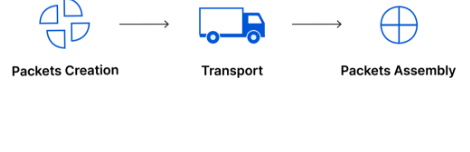 Packets Creation
Transport
Packets Assembly